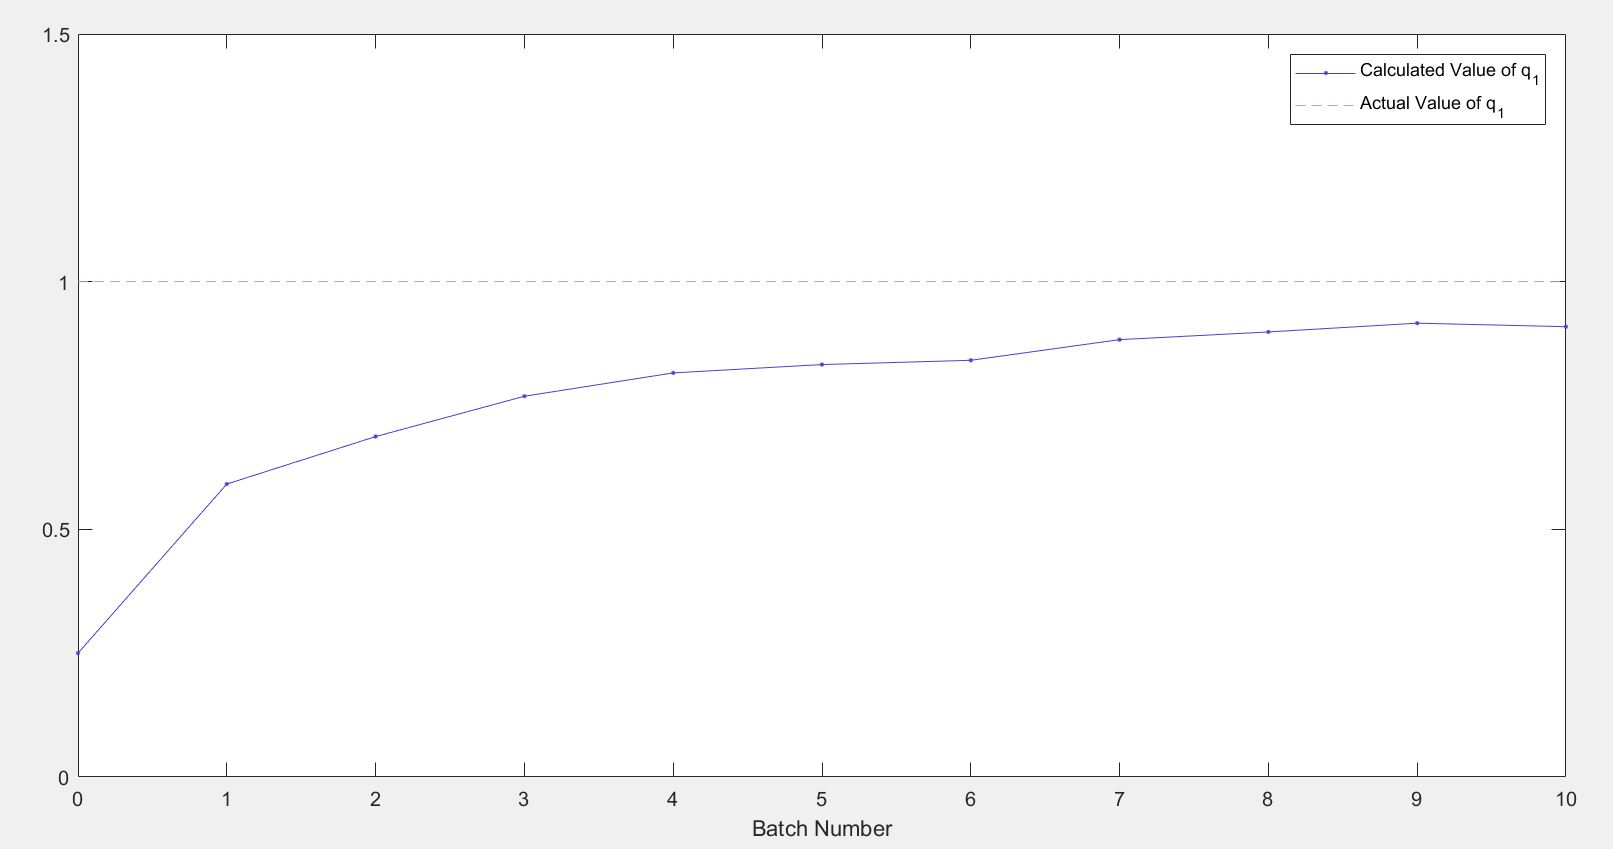 1.5
Calculated Value of q1
Actual Value of q1
1
0.5
0
0 1 2 3 4 5 6 7 8 9 10
Batch Number